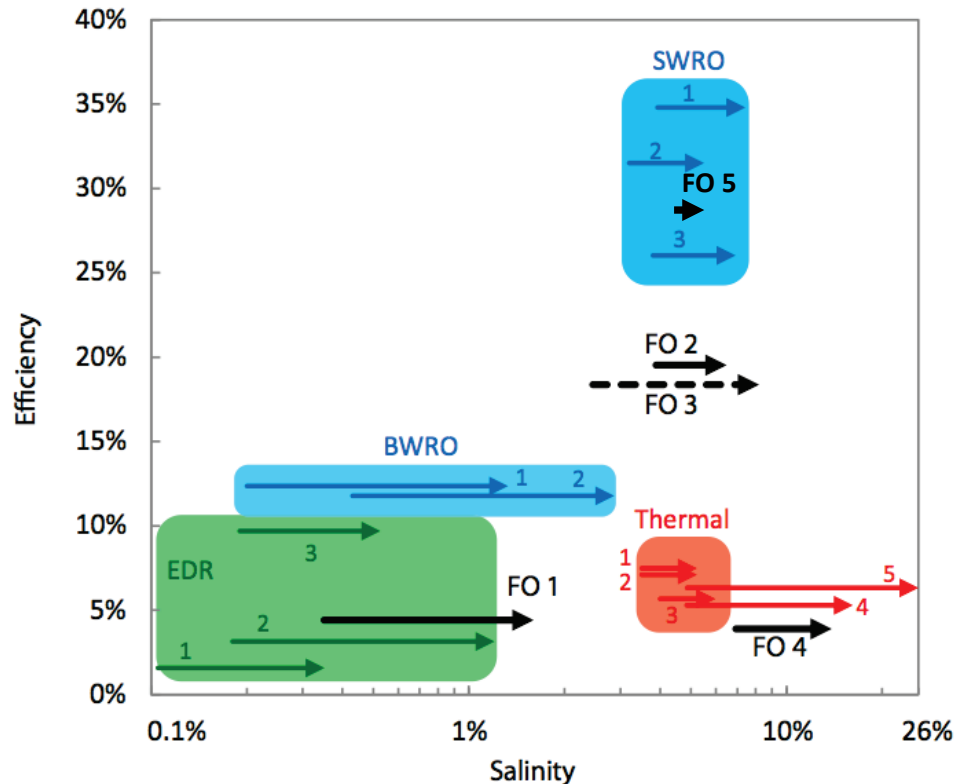 40%
SWRO
35%
1
2
30%
FO 5
3
25%
Efficiency
20%
FO 2
FO 3
15%
BWRO
1
2
10%
Thermal
3
1
EDR
2
5
FO 1
5%
3
4
2
FO 4
1
0%
0.1%
1%
10%
26%
Salinity